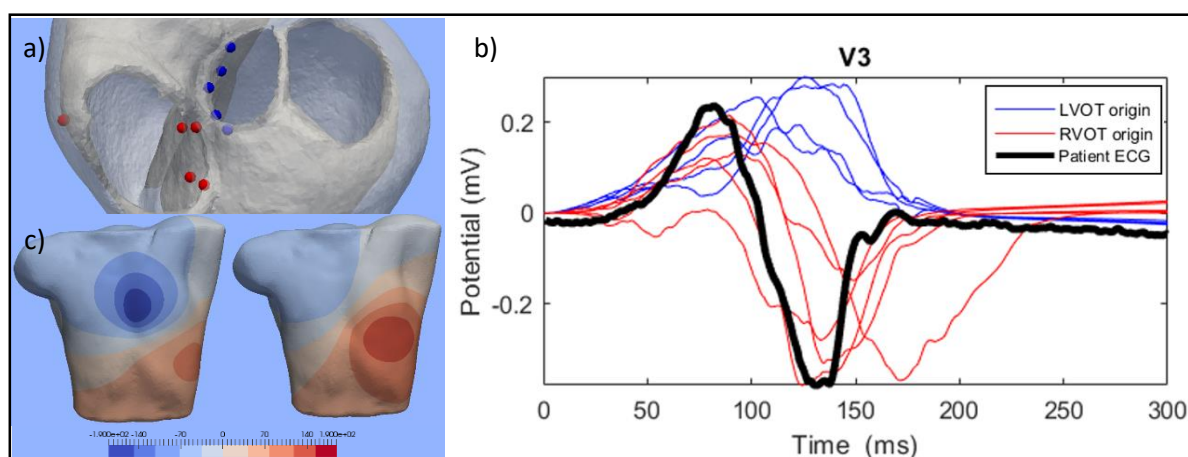 a)
b)
V3
LVOT origin
RVOT origin
Patient ECG
0.2
0
-0.2
Potential (mV)
0 50 100 150 200 250 300
Time (ms)
c)
-1.900e+02 -140 -70 0 70 140 1.900e+02